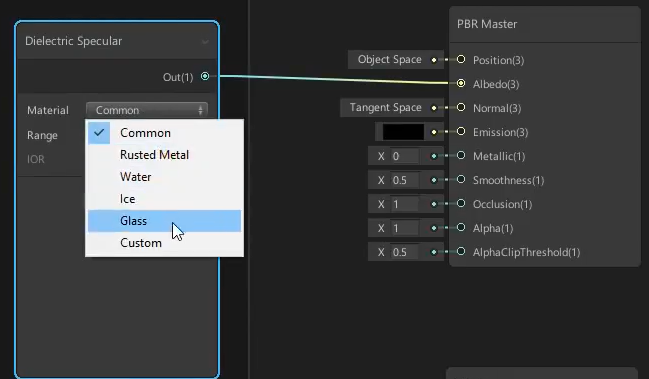 Dielectric Specular
Out(1)
Material
Common
Range
IOR
Common
Rusted Metal
Water
Ice
Glass
Custom
PBR Master
Object Space
Position(3)
Albedo(3)
Tangent Space
Normal(3)
Emission(3)
X 0
Metallic(1)
X 0.5
Smoothness(1)
X 1
Occlusion(1)
X 1
Alpha(1)
X 0.5
AlphaClipThreshold(1)